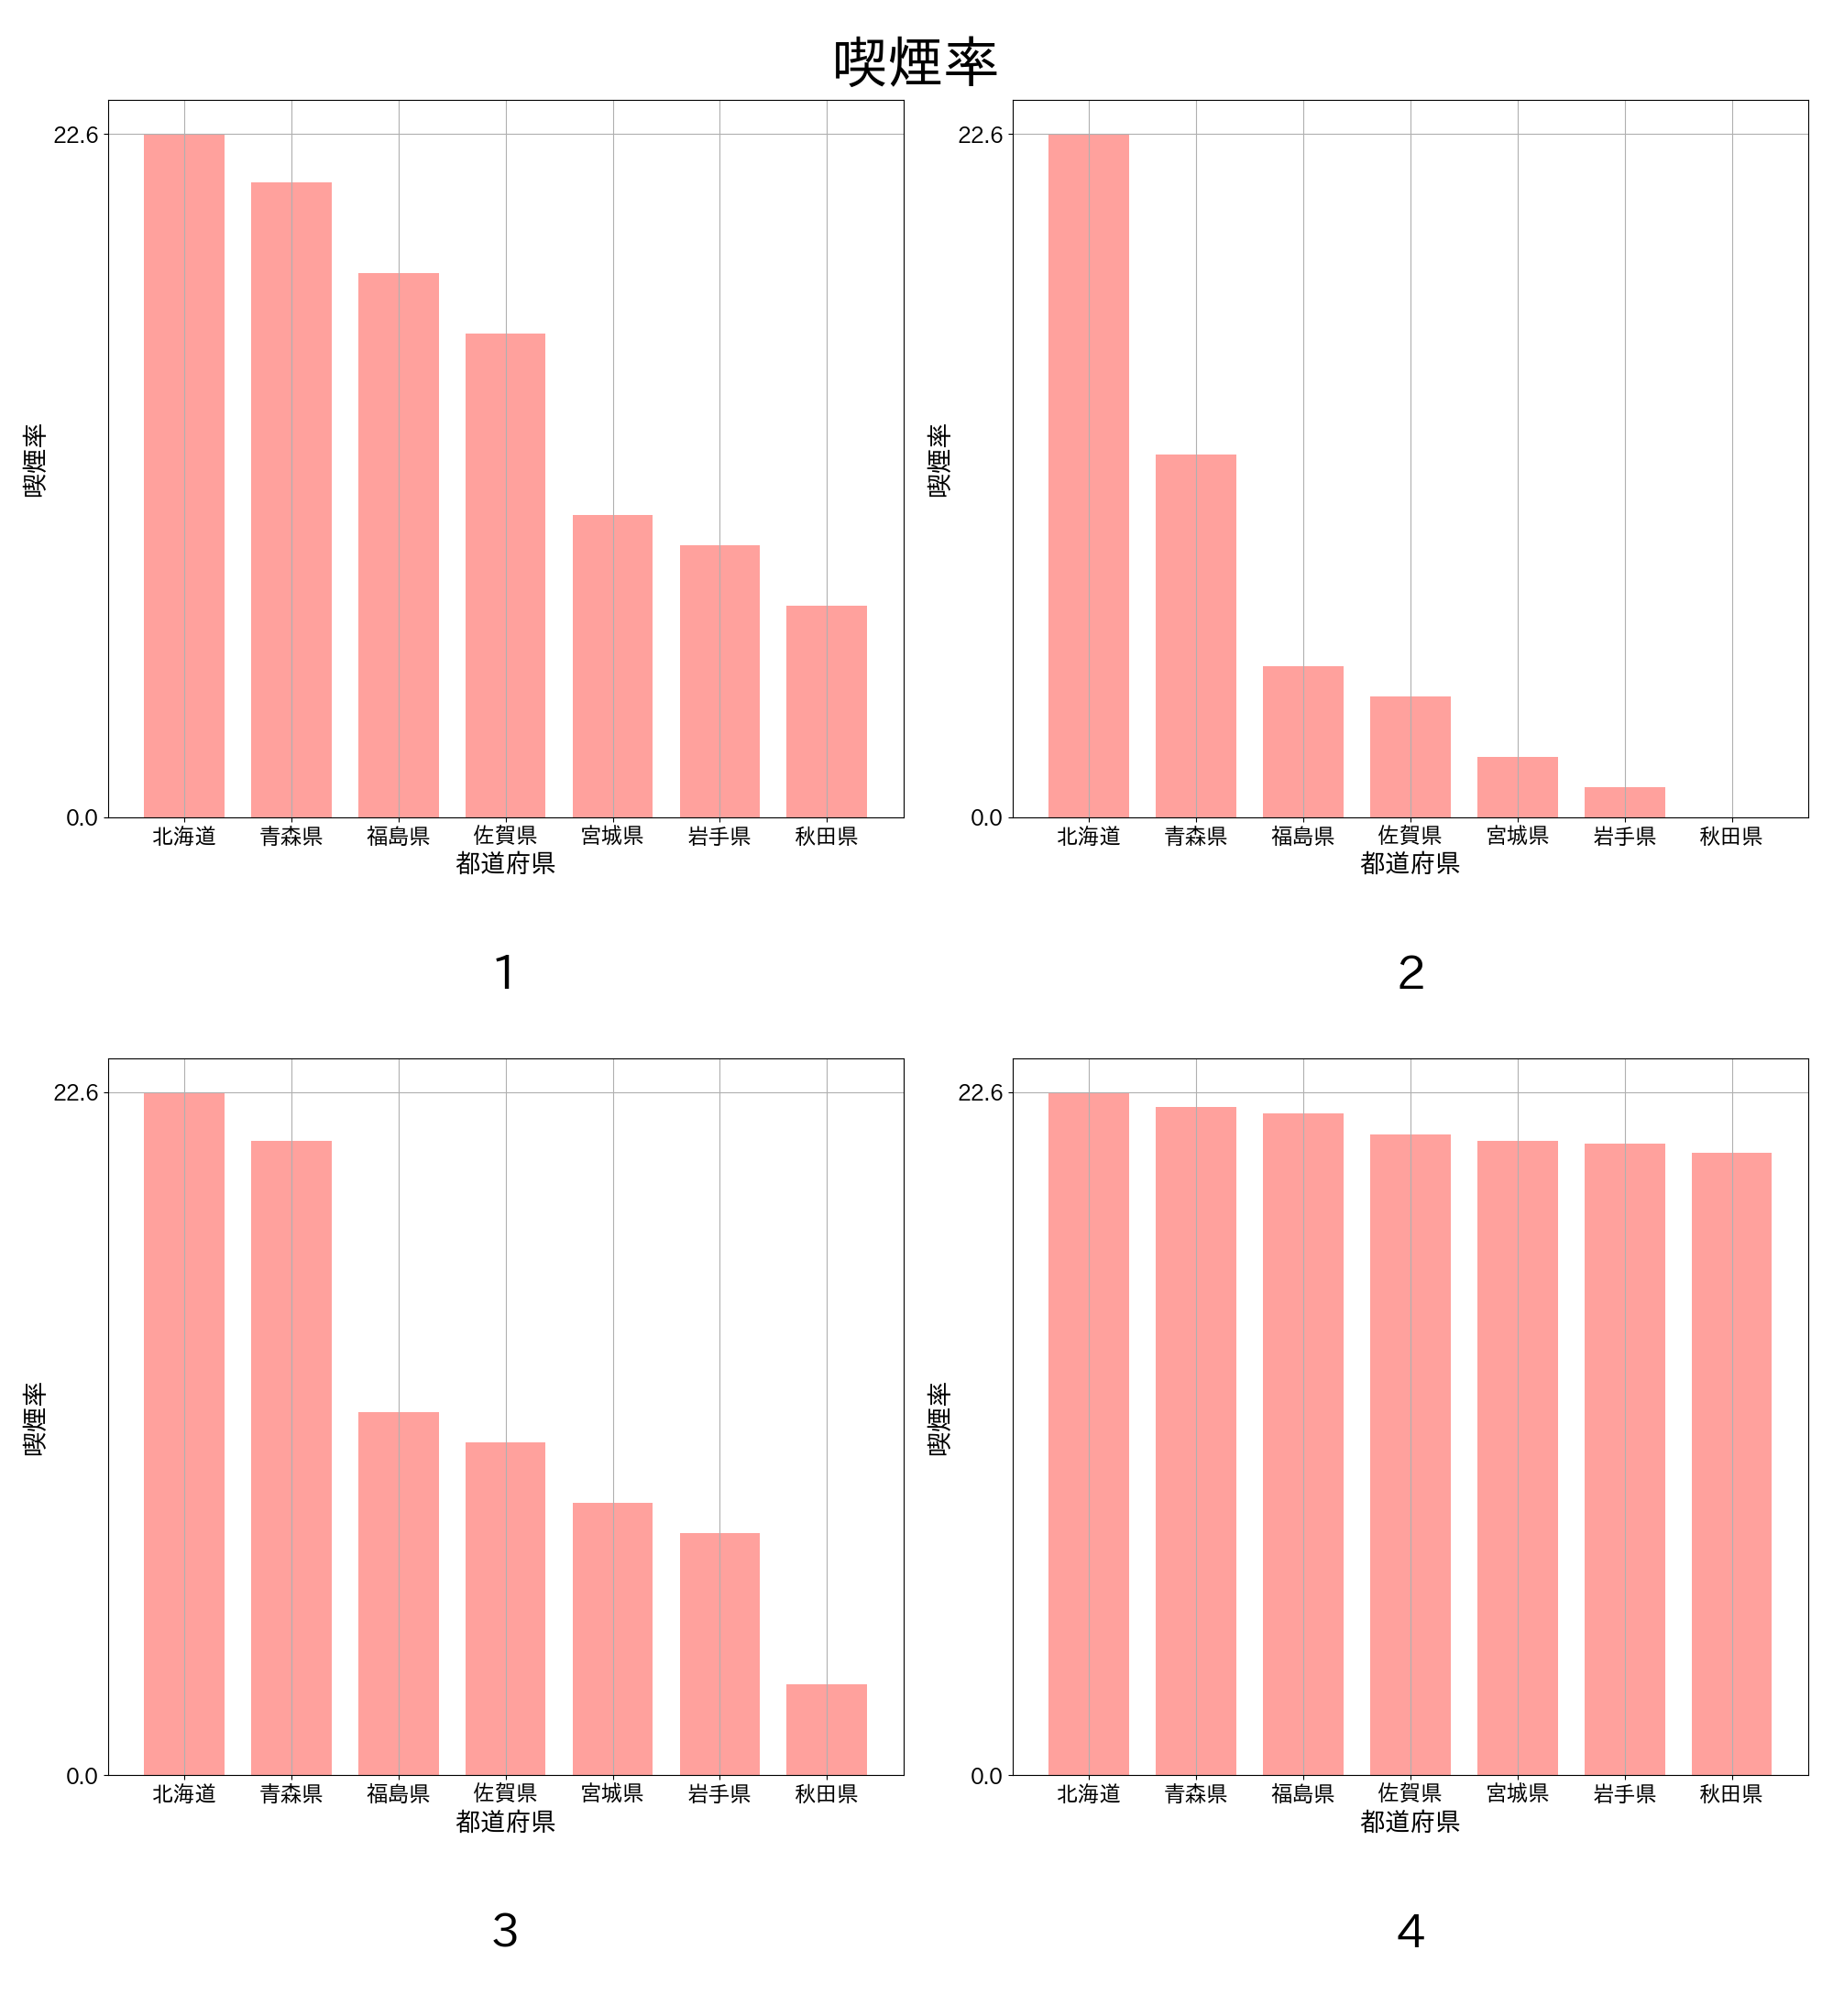 喫煙率
22.6
0.0
喫煙率
北海道 青森県 福島県 佐賀県 宮城県 岩手県 秋田県
都道府県
1
22.6
0.0
喫煙率
北海道 青森県 福島県 佐賀県 宮城県 岩手県 秋田県
都道府県
2
22.6
0.0
喫煙率
北海道 青森県 福島県 佐賀県 宮城県 岩手県 秋田県
都道府県
3
22.6
0.0
喫煙率
北海道 青森県 福島県 佐賀県 宮城県 岩手県 秋田県
都道府県
4